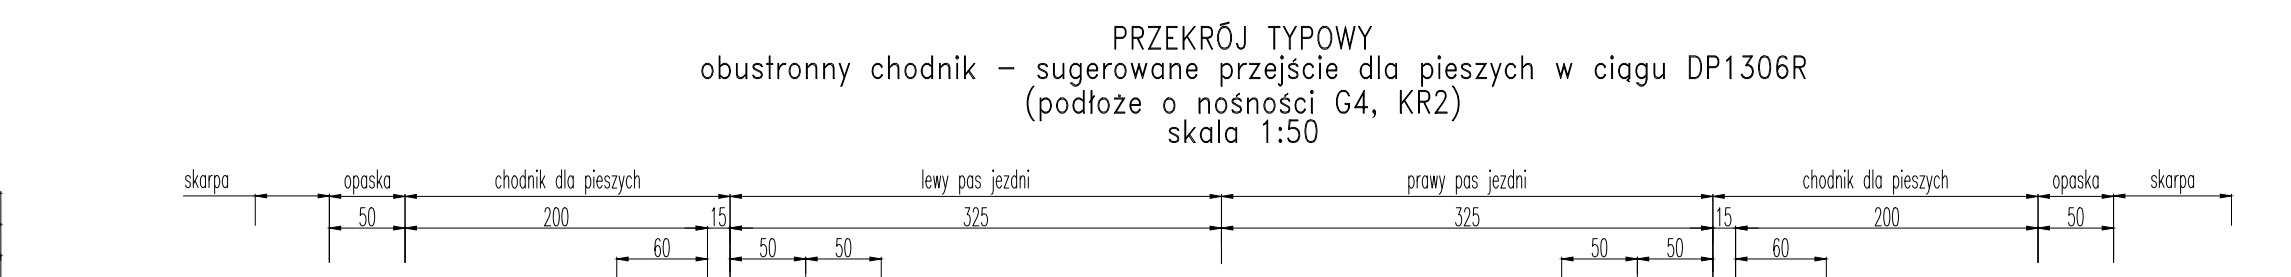 PRZEKRÓJ TYPOWY
obustronny chodnik – sugerowane przejście dla pieszych w ciągu DP1306R
(podłoże o nośności G4, KR2)
skala 1:50
skarpa opaska chodnik dla pieszych lewy pas jezdni prawy pas jezdni chodnik dla pieszych opaska skarpa
50 200 15 325 325 15 200 50
60 50 50 50 50 60